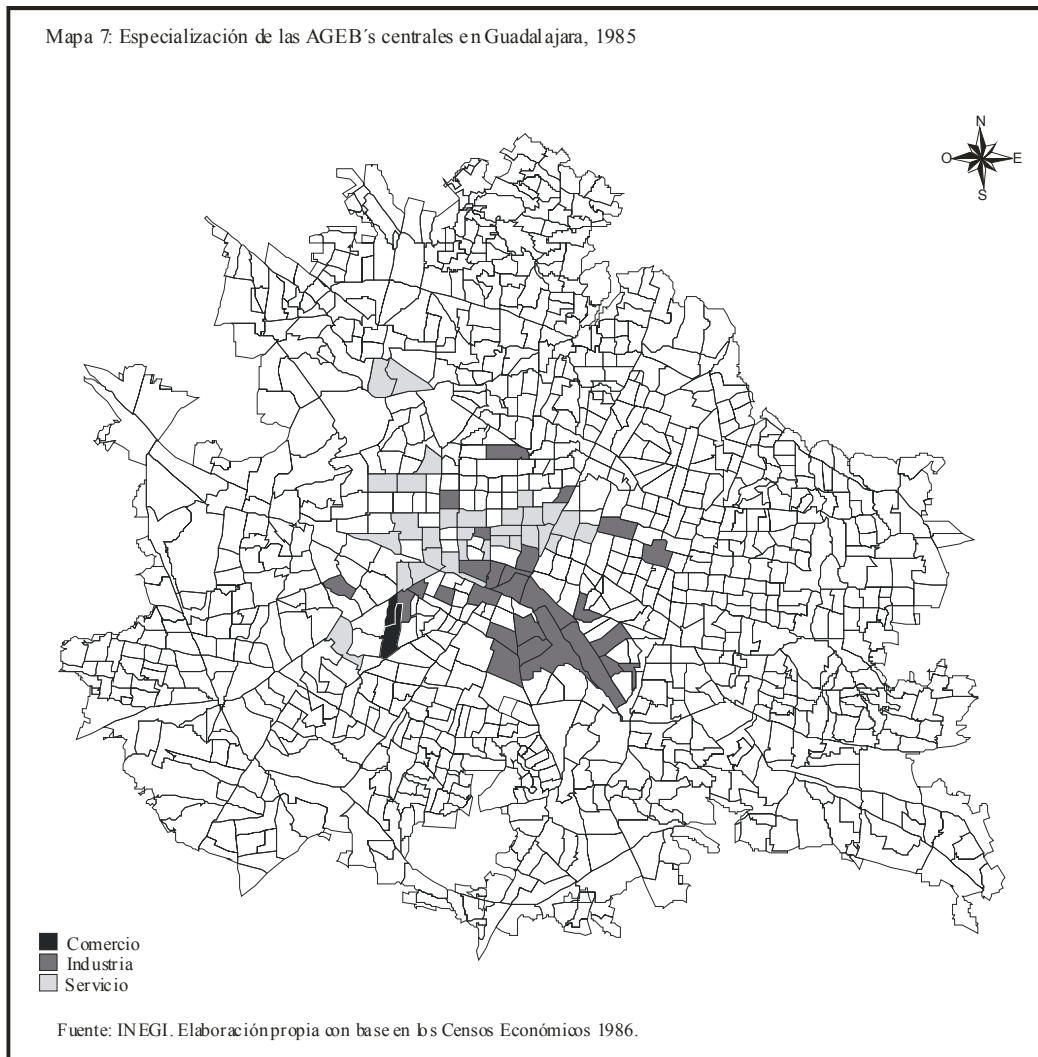 Mapa 7: Especialización de las AGEB´s centrales en Guadalajara, 1985
N
O E
S
Comercio
Industria
Servicio
Fuente: INEGI. Elaboración propia con base en los Censos Económicos 1986.